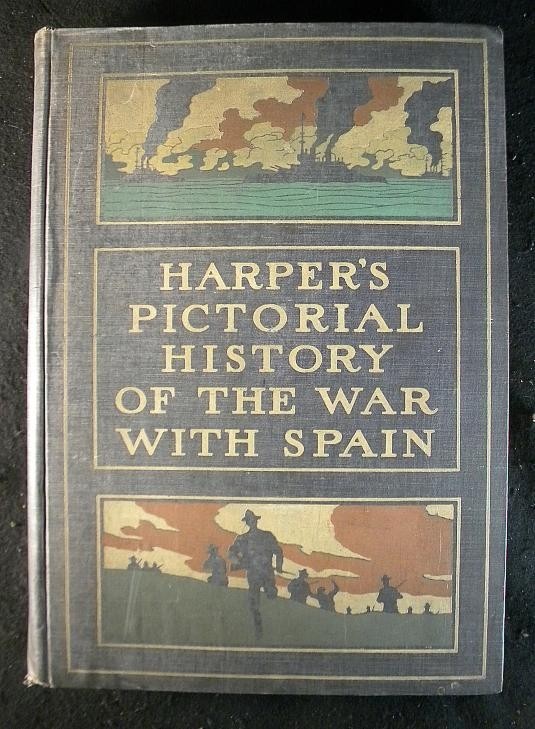 HARPER'S
PICTORIAL
HISTORY
OF THE WAR
WITH SPAIN